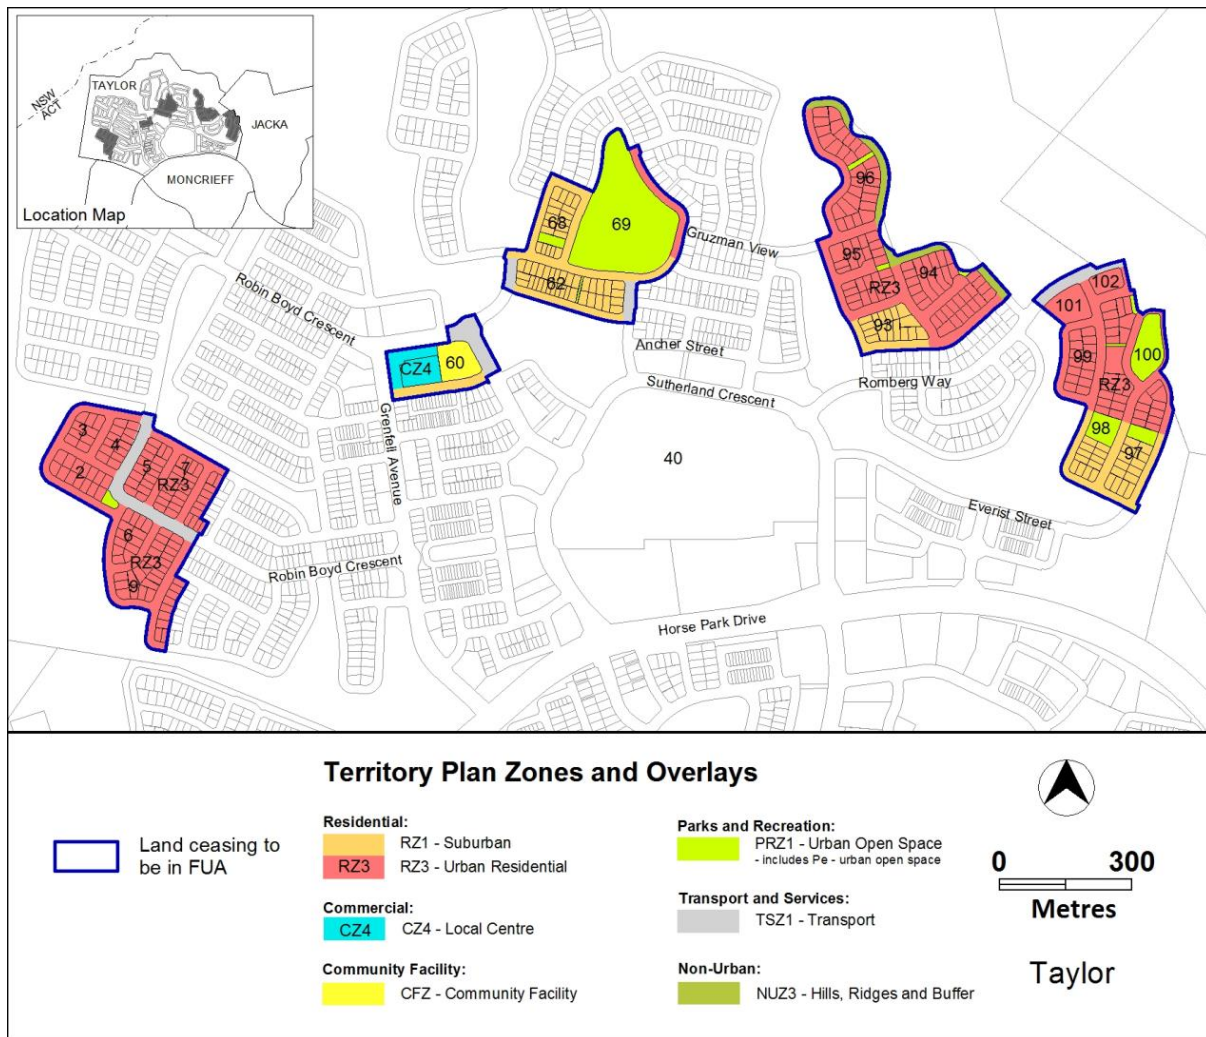 NSW
ACT
TAYLOR
JACKA
MONCRIEFF
Location Map
96
68
69
Gruzman View
95
94
RZ3
102
62
101
Robin Boyd Crescent
93
Ancher Street
99
100
CZ4
60
RZ3
Romberg Way
Sutherland Crescent
3
4
98
Grenfell Avenue
97
2
5
7
40
RZ3
Everist Street
6
RZ3
Robin Boyd Crescent
9
Horse Park Drive
Territory Plan Zones and Overlays
Land ceasing to
be in FUA
Residential:
RZ1 - Suburban
RZ3
RZ3 - Urban Residential
Commercial:
CZ4
CZ4 - Local Centre
Community Facility:
CFZ - Community Facility
Parks and Recreation:
PRZ1 - Urban Open Space
- includes Pe - urban open space
Transport and Services:
TSZ1 - Transport
Non-Urban:
NUZ3 - Hills, Ridges and Buffer
0 300
Metres
Taylor